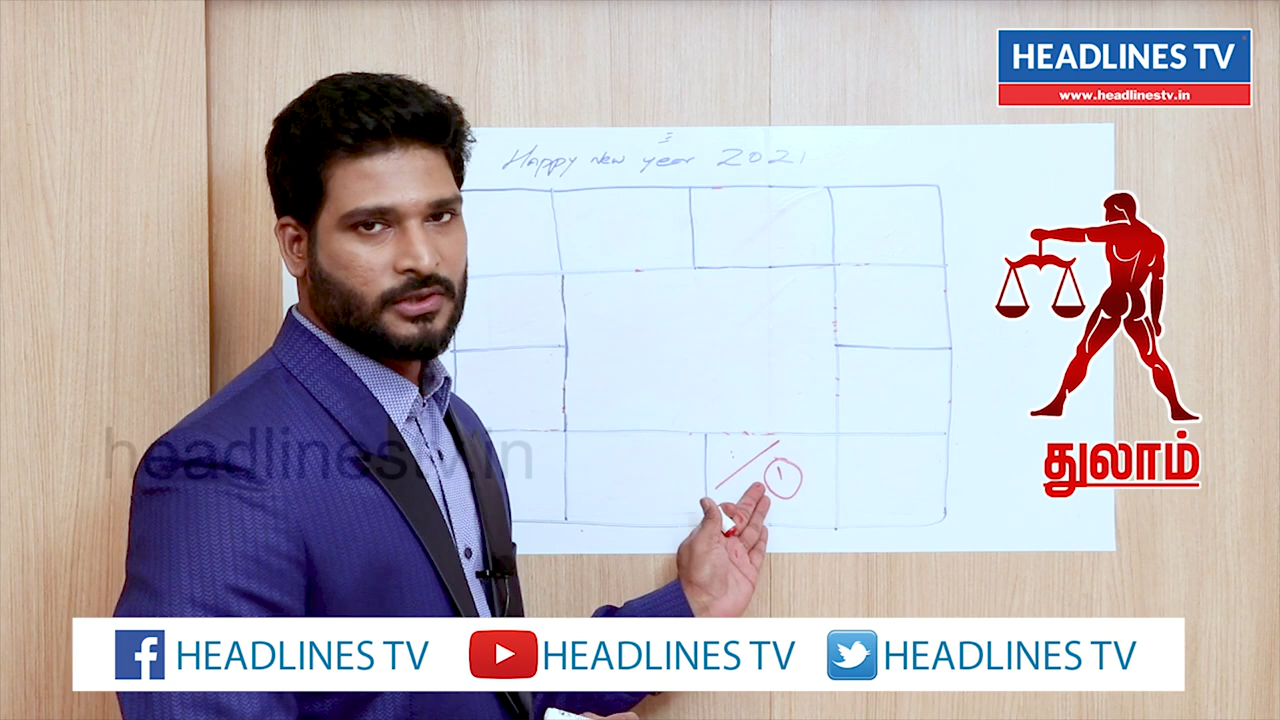 HEADLINES TV
www.headlinestv.in
Happy New year 2021
1
துலாம்
headlinestv.in
HEADLINES TV
HEADLINES TV
HEADLINES TV